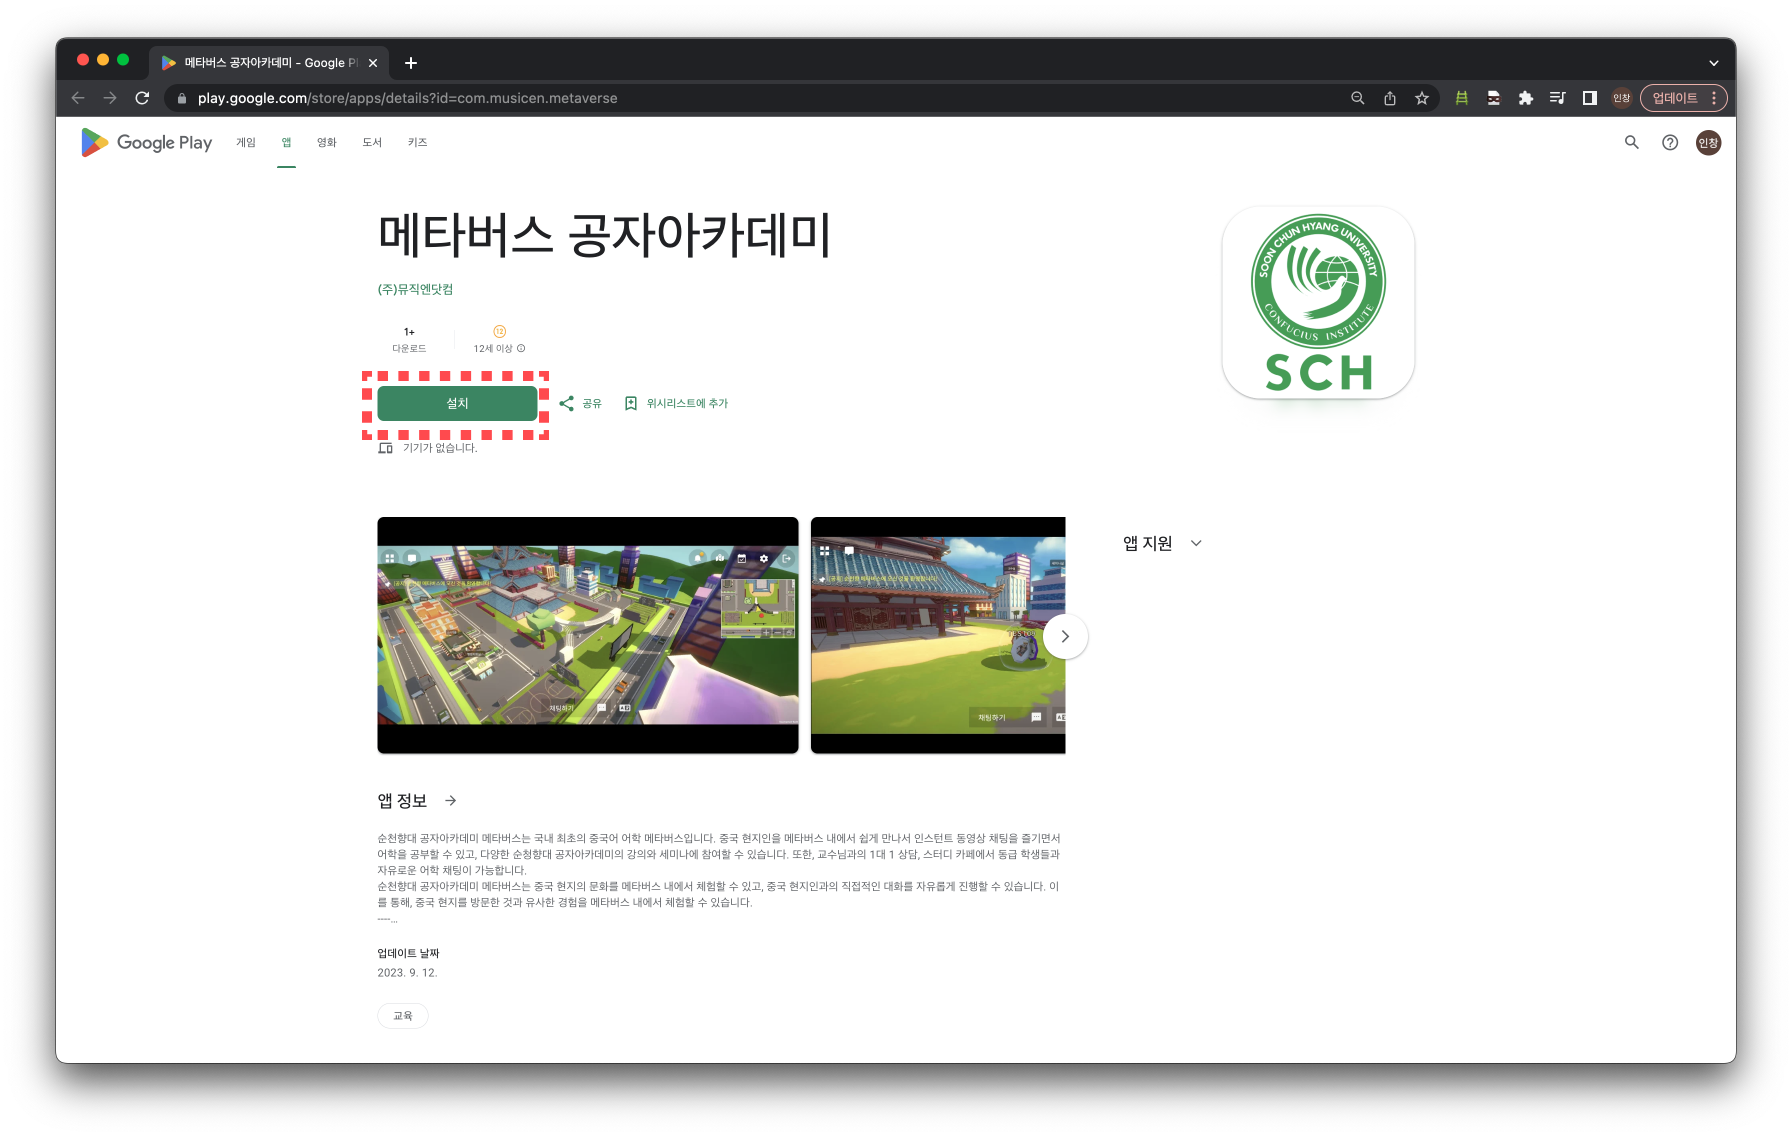 메타버스 공자아카데미 - Google Pl
play.google.com/store/apps/details?id=com.musicen.metaverse
인창
업데이트
Google Play
게임
앱
영화
도서
키즈
인창
메타버스 공자아카데미
(주)뮤직엔닷컴
1+
다운로드
12
12세 이상
설치
공유
위시리스트에 추가
기기가 없습니다.
SOON CHUN HYANG UNIVERSITY
CONFUCIUS INSTITUTE
SCH
채팅하기
채팅하기
앱 지원
앱 정보
순천향대 공자아카데미 메타버스는 국내 최초의 중국어 어학 메타버스입니다. 중국 현지인을 메타버스 내에서 쉽게 만나서 인스턴트 동영상 채팅을 즐기면서
어학을 공부할 수 있고, 다양한 순청향대 공자아카데미의 강의와 세미나에 참여할 수 있습니다. 또한, 교수님과의 1대 1 상담, 스터디 카페에서 동급 학생들과
자유로운 어학 채팅이 가능합니다.
순천향대 공자아카데미 메타버스는 중국 현지의 문화를 메타버스 내에서 체험할 수 있고, 중국 현지인과의 직접적인 대화를 자유롭게 진행할 수 있습니다. 이
를 통해, 중국 현지를 방문한 것과 유사한 경험을 메타버스 내에서 체험할 수 있습니다.
----...
업데이트 날짜
2023. 9. 12.
교육